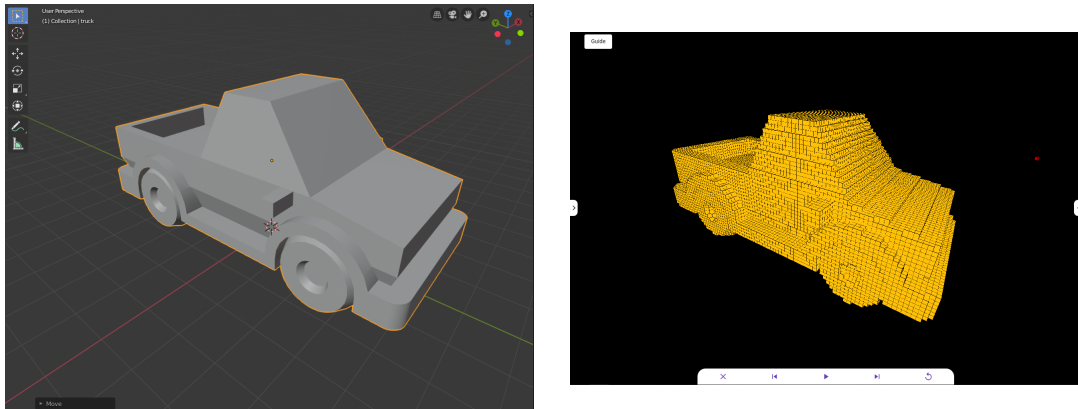 User Perspective
(1) Collection | truck
Z
Y
X
Move
Guide